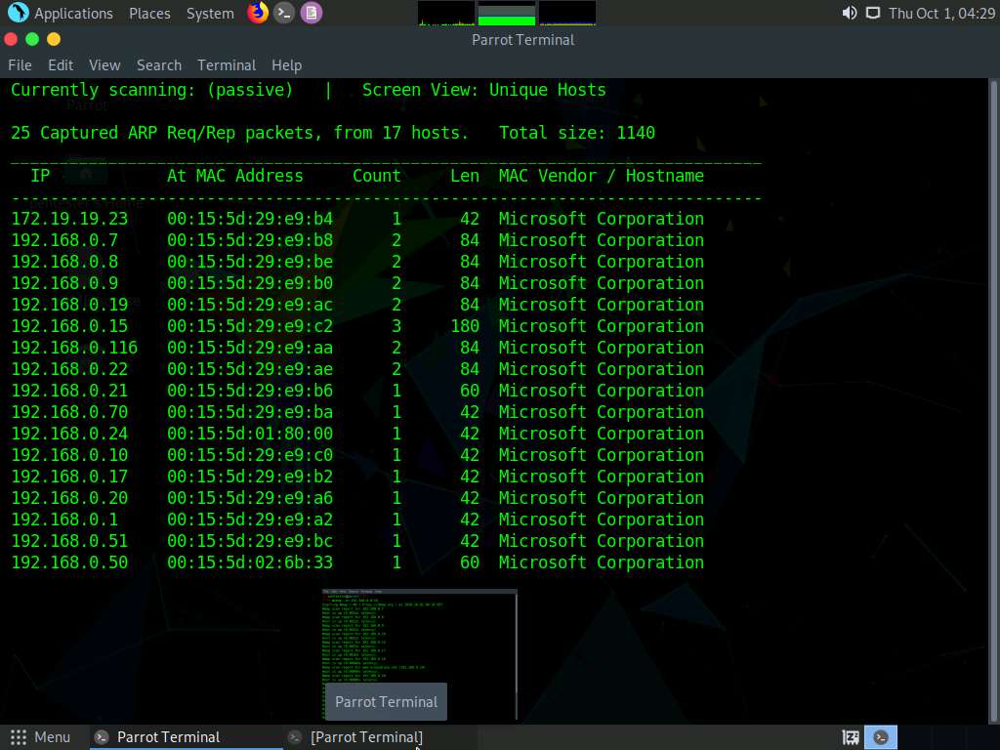 Applications Places System Thu Oct 1, 04:29
Parrot Terminal
File Edit View Search Terminal Help
Currently scanning: (passive) | Screen View: Unique Hosts
25 Captured ARP Req/Rep packets, from 17 hosts. Total size: 1140
_____________________________________________________________________________
IP At MAC Address Count Len MAC Vendor / Hostname
-----------------------------------------------------------------------------
172.19.19.23 00:15:5d:29:e9:b4 1 42 Microsoft Corporation
192.168.0.7 00:15:5d:29:e9:b8 2 84 Microsoft Corporation
192.168.0.8 00:15:5d:29:e9:be 2 84 Microsoft Corporation
192.168.0.9 00:15:5d:29:e9:b0 2 84 Microsoft Corporation
192.168.0.19 00:15:5d:29:e9:ac 2 84 Microsoft Corporation
192.168.0.15 00:15:5d:29:e9:c2 3 180 Microsoft Corporation
192.168.0.116 00:15:5d:29:e9:aa 2 84 Microsoft Corporation
192.168.0.22 00:15:5d:29:e9:ae 2 84 Microsoft Corporation
192.168.0.21 00:15:5d:29:e9:b6 1 60 Microsoft Corporation
192.168.0.70 00:15:5d:29:e9:ba 1 42 Microsoft Corporation
192.168.0.24 00:15:5d:01:80:00 1 42 Microsoft Corporation
192.168.0.10 00:15:5d:29:e9:c0 1 42 Microsoft Corporation
192.168.0.17 00:15:5d:29:e9:b2 1 42 Microsoft Corporation
192.168.0.20 00:15:5d:29:e9:a6 1 42 Microsoft Corporation
192.168.0.1 00:15:5d:29:e9:a2 1 42 Microsoft Corporation
192.168.0.51 00:15:5d:29:e9:bc 1 42 Microsoft Corporation
192.168.0.50 00:15:5d:02:6b:33 1 60 Microsoft Corporation
Parrot Terminal
Menu Parrot Terminal [Parrot Terminal]